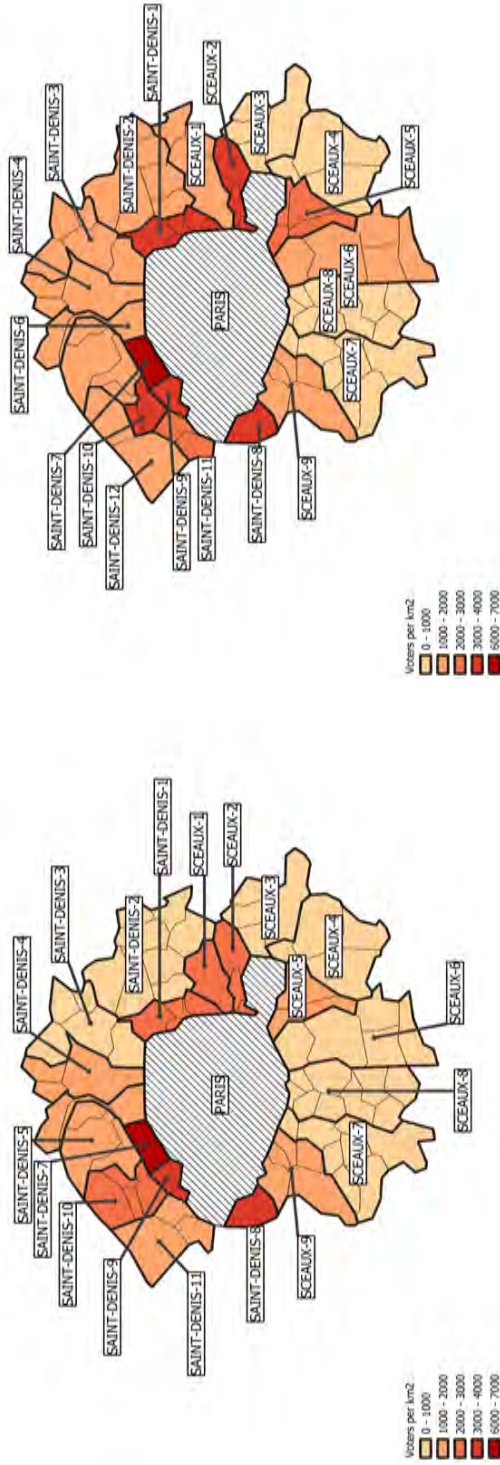 SAINT-DENIS-4
SAINT-DENIS-3
SAINT-DENIS-1
SAINT-DENIS-2
SCEAUX-2
SCEAUX-1
SCEAUX-3
SAINT-DENIS-6
SCEAUX-4
SCEAUX-5
PARIS
SCEAUX-8
SCEAUX-6
SCEAUX-7
SAINT-DENIS-7
SAINT-DENIS-10
SAINT-DENIS-12
SAINT-DENIS-9
SAINT-DENIS-11
SAINT-DENIS-8
SCEAUX-9
Voters per km2
0 - 1000
1000 - 2000
2000 - 3000
3000 - 4000
6000 - 7000
SAINT-DENIS-4
SAINT-DENIS-3
SAINT-DENIS-1
SCEAUX-1
SAINT-DENIS-2
SCEAUX-2
SCEAUX-3
SAINT-DENIS-5
SCEAUX-5
SCEAUX-4
SAINT-DENIS-7
PARIS
SCEAUX-6
SAINT-DENIS-10
SCEAUX-8
SCEAUX-7
SAINT-DENIS-9
SAINT-DENIS-11
SAINT-DENIS-8
SCEAUX-9
Voters per km2
0 - 1000
1000 - 2000
2000 - 3000
3000 - 4000
6000 - 7000